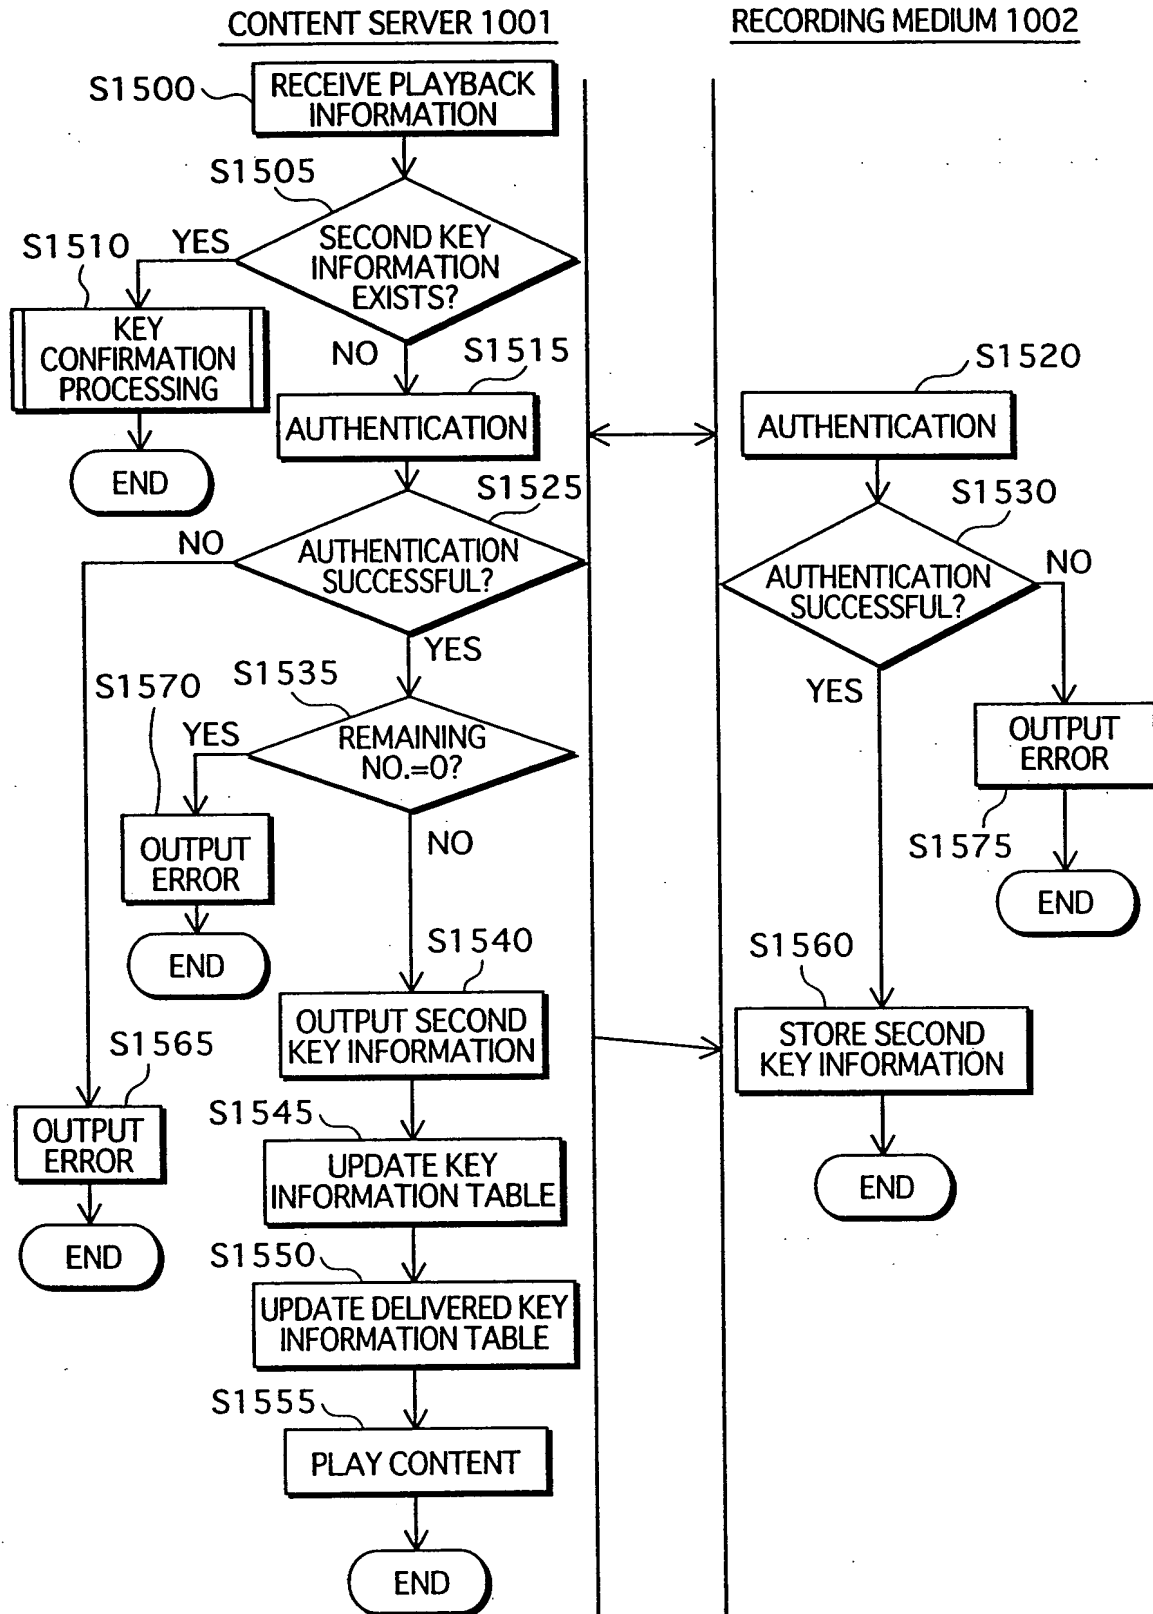 CONTENT SERVER 1001
RECORDING MEDIUM 1002
S1500
RECEIVE PLAYBACK
INFORMATION
S1505
SECOND KEY
INFORMATION
EXISTS?
YES
S1510
KEY
CONFIRMATION
PROCESSING
END
NO
S1515
AUTHENTICATION
S1520
AUTHENTICATION
S1525
AUTHENTICATION
SUCCESSFUL?
NO
YES
S1530
AUTHENTICATION
SUCCESSFUL?
NO
YES
S1535
REMAINING
NO.=0?
YES
S1570
OUTPUT
ERROR
END
NO
OUTPUT
ERROR
S1575
END
S1540
OUTPUT SECOND
KEY INFORMATION
S1560
STORE SECOND
KEY INFORMATION
END
S1565
OUTPUT
ERROR
END
S1545
UPDATE KEY
INFORMATION TABLE
S1550
UPDATE DELIVERED KEY
INFORMATION TABLE
S1555
PLAY CONTENT
END